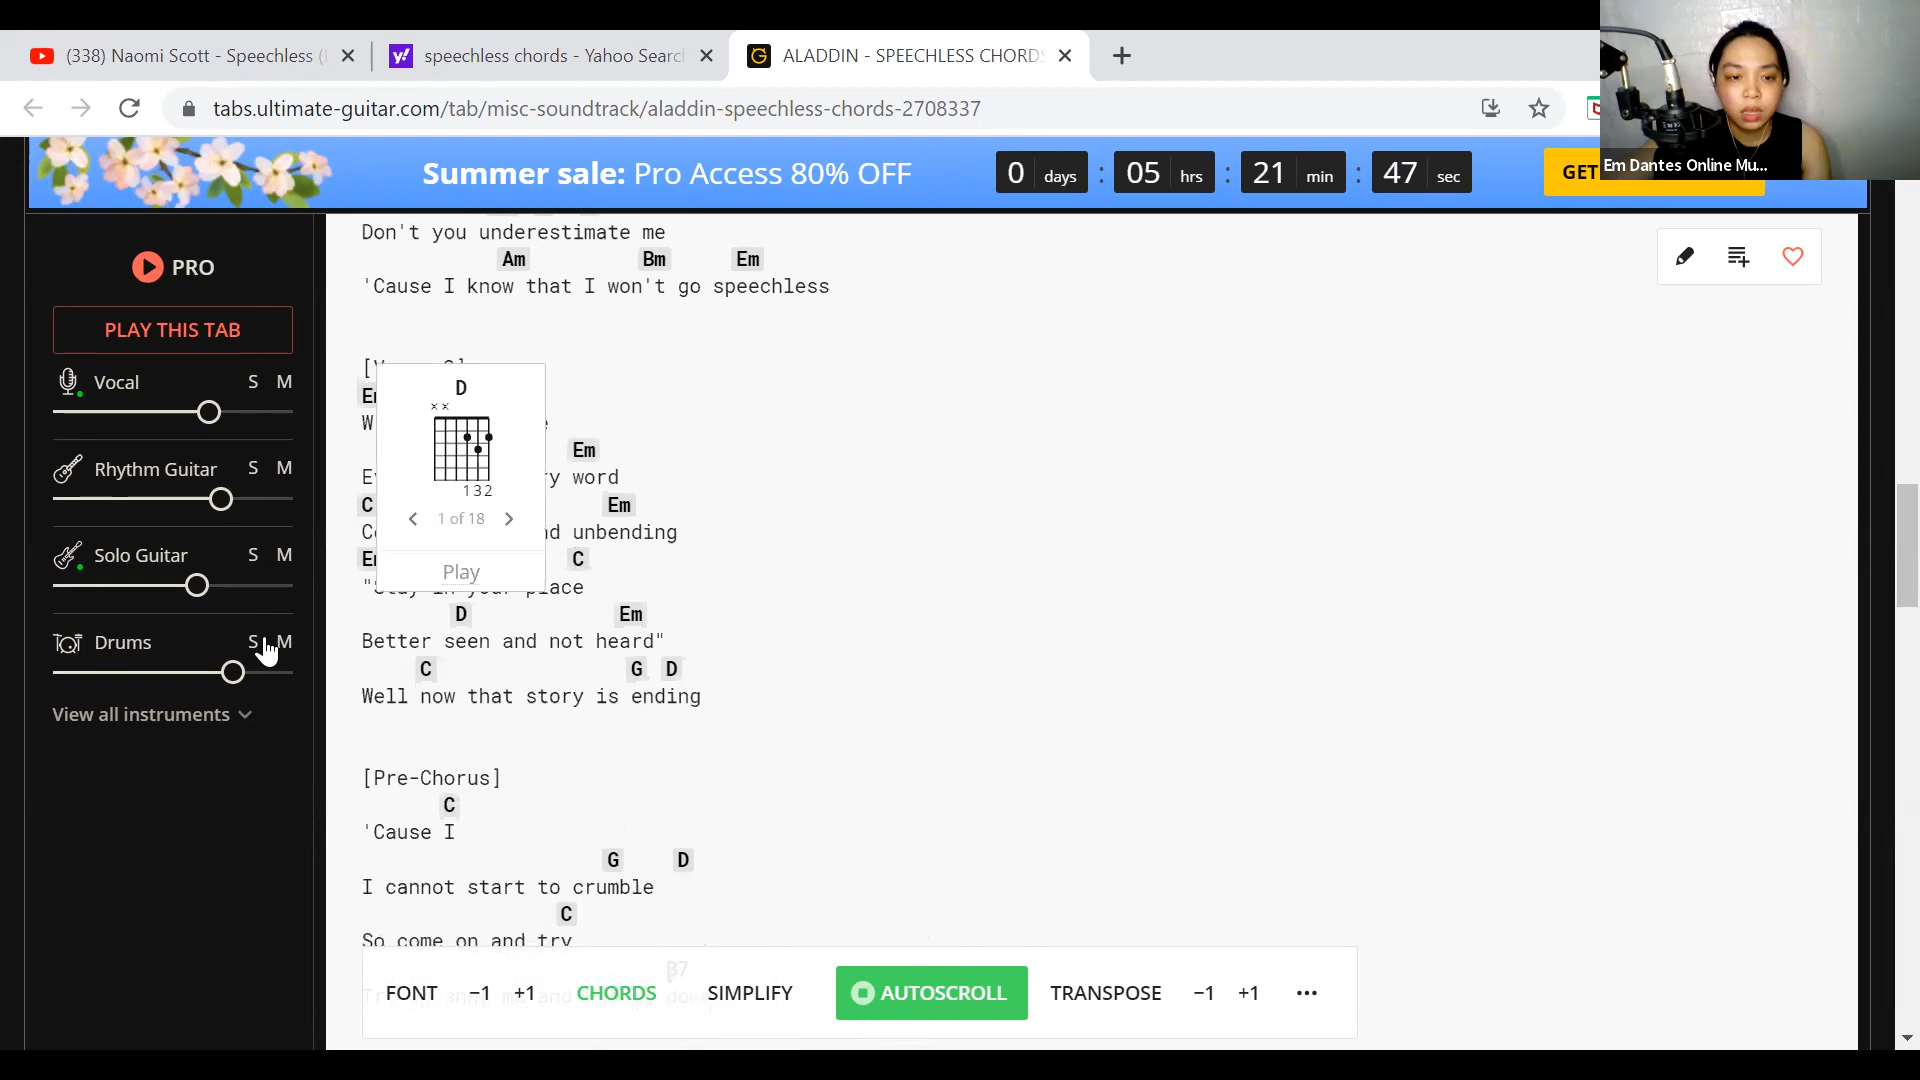 (338) Naomi Scott - Speechless (
speechless chords - Yahoo Searc
ALADDIN - SPEECHLESS CHORDS
tabs.ultimate-guitar.com/tab/misc-soundtrack/aladdin-speechless-chords-2708337
Summer sale: Pro Access 80% OFF
0 days : 05 hrs : 21 min : 47 sec
GET
Em Dantes Online Mu...
PRO
PLAY THIS TAB
Vocal S M
Rhythm Guitar S M
Solo Guitar S M
Drums S M
View all instruments
Don't you underestimate me
Am Bm Em
'Cause I know that I won't go speechless
D
x x
132
1 of 18
Play
Em
ry word
C Em
nd unbending
C
place
D Em
Better seen and not heard"
C G D
Well now that story is ending
[Pre-Chorus]
C
'Cause I
G D
I cannot start to crumble
C
So come on and try
B7
FONT −1 +1 CHORDS SIMPLIFY AUTOSCROLL TRANSPOSE −1 +1 •••